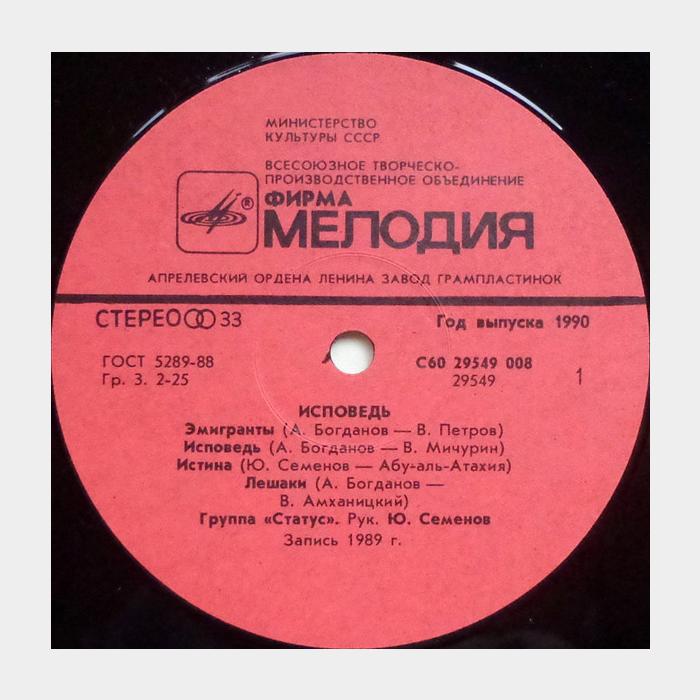 МИНИСТЕРСТВО
КУЛЬТУРЫ СССР
ВСЕСОЮЗНОЕ ТВОРЧЕСКО-
ПРОИЗВОДСТВЕННОЕ ОБЪЕДИНЕНИЕ
®
ФИРМА
МЕЛОДИЯ
АПРЕЛЕВСКИЙ ОРДЕНА ЛЕНИНА ЗАВОД ГРАМПЛАСТИНОК
СТЕРЕО 33
Год выпуска 1990
ГОСТ 5289-88
Гр. 3. 2-25
С60 29549 008
29549
1
ИСПОВЕДЬ
Эмигранты (А. Богданов — В. Петров)
Исповедь (А. Богданов — В. Мичурин)
Истина (Ю. Семенов — Абу-аль-Атахия)
Лешаки (А. Богданов —
В. Амханицкий)
Группа «Статус». Рук. Ю. Семенов
Запись 1989 г.